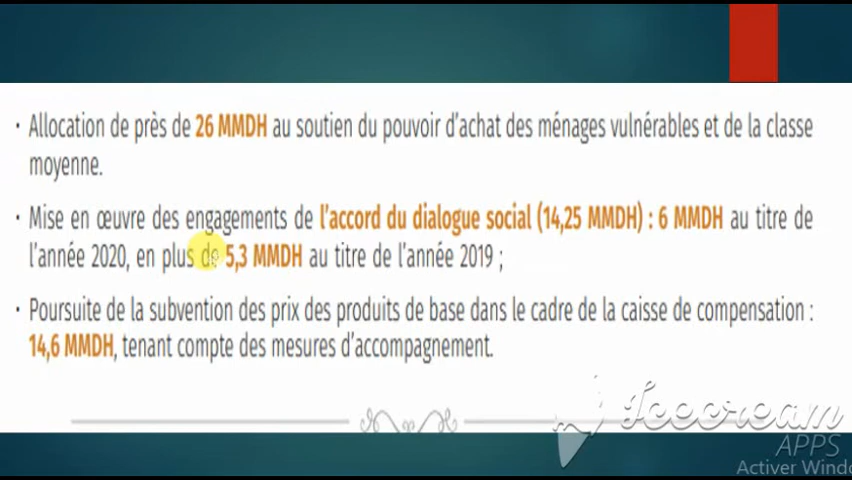 · Allocation de près de 26 MMDH au soutien du pouvoir d'achat des ménages vulnérables et de la classe
moyenne.
· Mise en œuvre des engagements de l'accord du dialogue social (14,25 MMDH) : 6 MMDH au titre de
l'année 2020, en plus de 5,3 MMDH au titre de l'année 2019 ;
· Poursuite de la subvention des prix des produits de base dans le cadre de la caisse de compensation :
14,6 MMDH, tenant compte des mesures d'accompagnement.
Icecream
APPS
Activer Windo